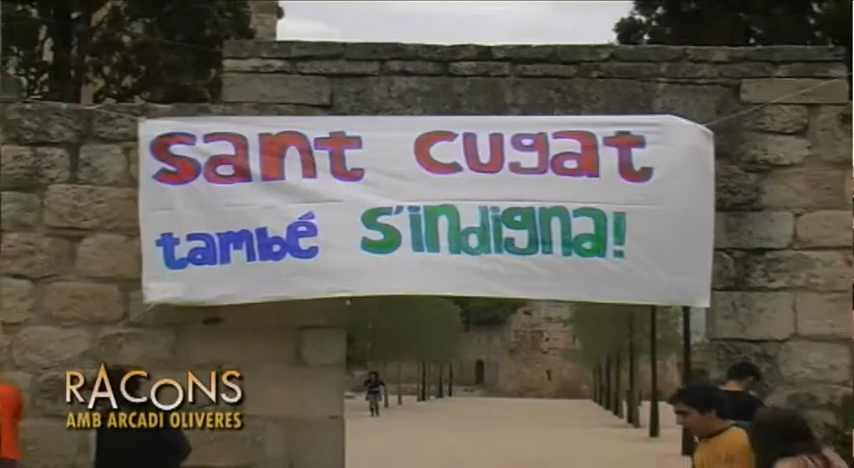 sant cugat
també s'indigna!
RACONS
AMB ARCADI OLIVERES